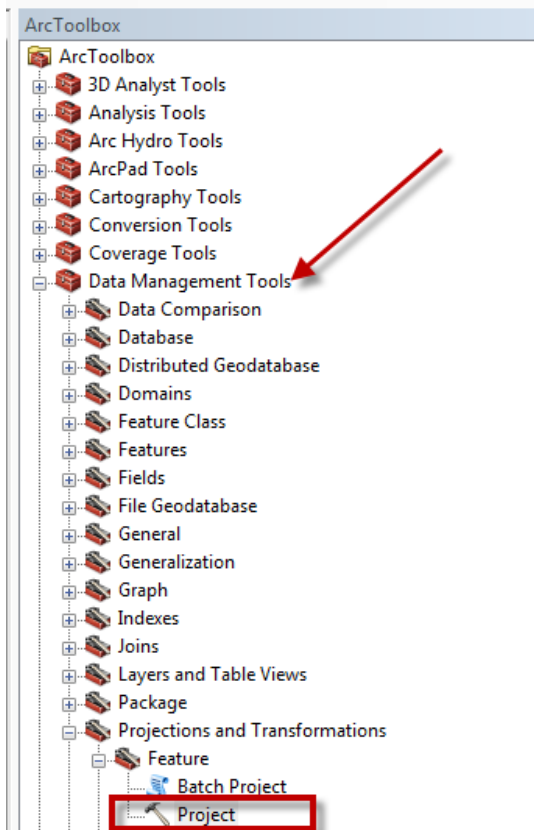 ArcToolbox
ArcToolbox
3D Analyst Tools
Analysis Tools
Arc Hydro Tools
ArcPad Tools
Cartography Tools
Conversion Tools
Coverage Tools
Data Management Tools
Data Comparison
Database
Distributed Geodatabase
Domains
Feature Class
Features
Fields
File Geodatabase
General
Generalization
Graph
Indexes
Joins
Layers and Table Views
Package
Projections and Transformations
Feature
Batch Project
Project